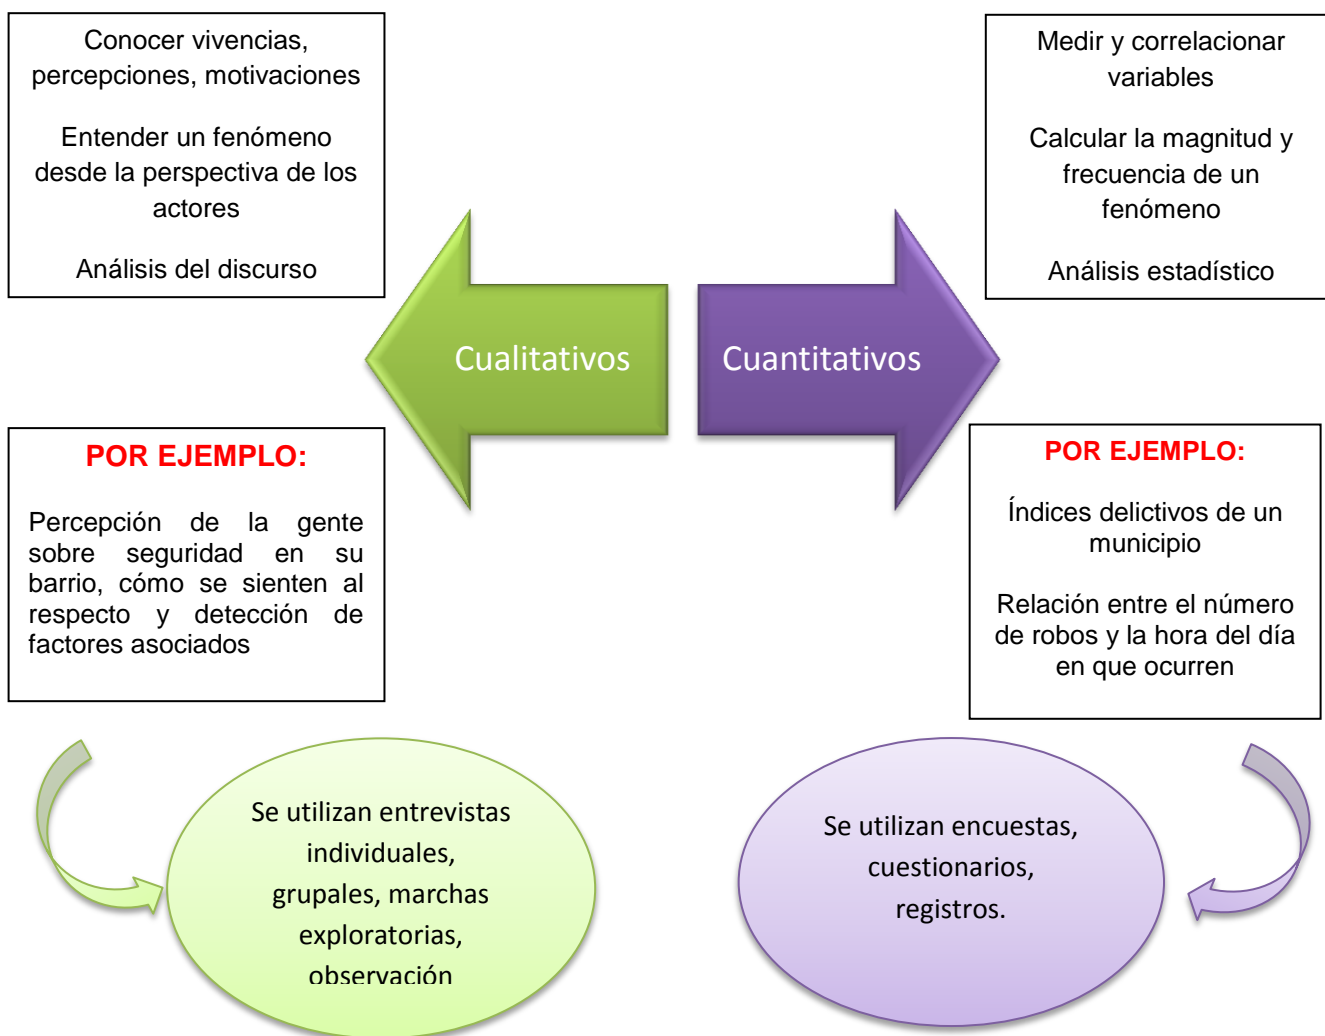 Conocer vivencias,
percepciones, motivaciones
Entender un fenómeno
desde la perspectiva de los
actores
Análisis del discurso
Medir y correlacionar
variables
Calcular la magnitud y
frecuencia de un
fenómeno
Análisis estadístico
Cualitativos
Cuantitativos
POR EJEMPLO:
Percepción de la gente
sobre seguridad en su
barrio, cómo se sienten al
respecto y detección de
factores asociados
POR EJEMPLO:
Índices delictivos de un
municipio
Relación entre el número
de robos y la hora del día
en que ocurren
Se utilizan entrevistas
individuales,
grupales, marchas
exploratorias,
observación
Se utilizan encuestas,
cuestionarios,
registros.